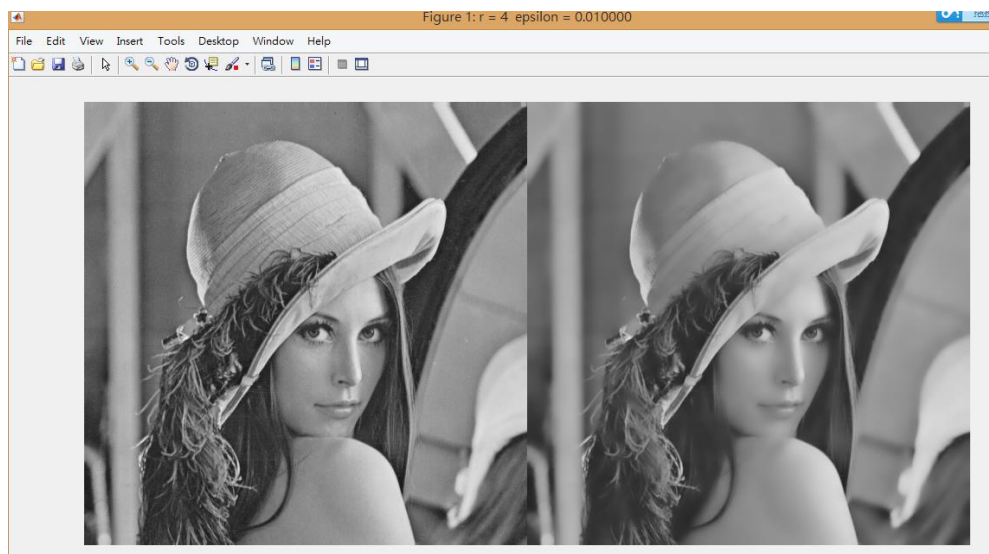 Figure 1: r = 4 epsilon = 0.010000
File Edit View Insert Tools Desktop Window Help